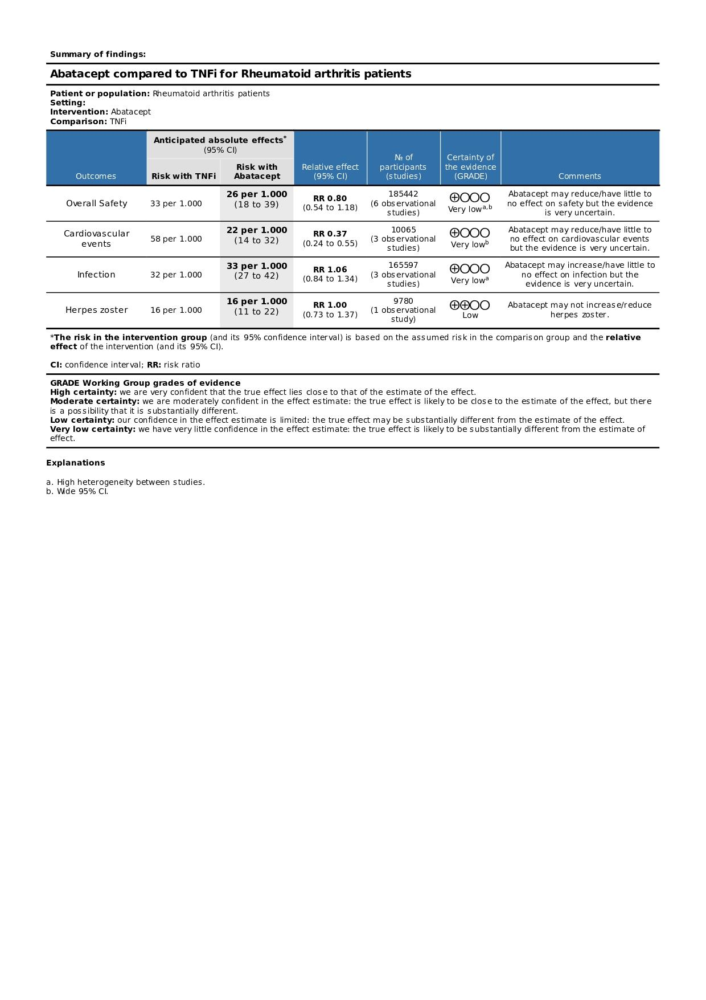 Summary of findings:
Abatacept compared to TNFi for Rheumatoid arthritis patients
Patient or population: Rheumatoid arthritis patients
Setting:
Intervention: Abatacept
Comparison: TNFi
Outcomes
Anticipated absolute effects*
(95% CI)
Risk with TNFi
Risk with
Abatacept
Relative effect
(95% CI)
№ of
participants
(studies)
Certainty of
the evidence
(GRADE)
Comments
Overall Safety
33 per 1.000
26 per 1.000
(18 to 39)
RR 0.80
(0.54 to 1.18)
185442
(6 observational
studies)
⨁◯◯◯
Very lowa,b
Abatacept may reduce/have little to
no effect on safety but the evidence
is very uncertain.
Cardiovascular
events
58 per 1.000
22 per 1.000
(14 to 32)
RR 0.37
(0.24 to 0.55)
10065
(3 observational
studies)
⨁◯◯◯
Very lowb
Abatacept may reduce/have little to
no effect on cardiovascular events
but the evidence is very uncertain.
Infection
32 per 1.000
33 per 1.000
(27 to 42)
RR 1.06
(0.84 to 1.34)
165597
(3 observational
studies)
⨁◯◯◯
Very lowa
Abatacept may increase/have little to
no effect on infection but the
evidence is very uncertain.
Herpes zoster
16 per 1.000
16 per 1.000
(11 to 22)
RR 1.00
(0.73 to 1.37)
9780
(1 observational
study)
⨁⨁◯◯
Low
Abatacept may not increase/reduce
herpes zoster.
*The risk in the intervention group (and its 95% confidence interval) is based on the assumed risk in the comparison group and the relative
effect of the intervention (and its 95% CI).
CI: confidence interval; RR: risk ratio
GRADE Working Group grades of evidence
High certainty: we are very confident that the true effect lies close to that of the estimate of the effect.
Moderate certainty: we are moderately confident in the effect estimate: the true effect is likely to be close to the estimate of the effect, but there
is a possibility that it is substantially different.
Low certainty: our confidence in the effect estimate is limited: the true effect may be substantially different from the estimate of the effect.
Very low certainty: we have very little confidence in the effect estimate: the true effect is likely to be substantially different from the estimate of
effect.
Explanations
a. High heterogeneity between studies.
b. Wide 95% CI.